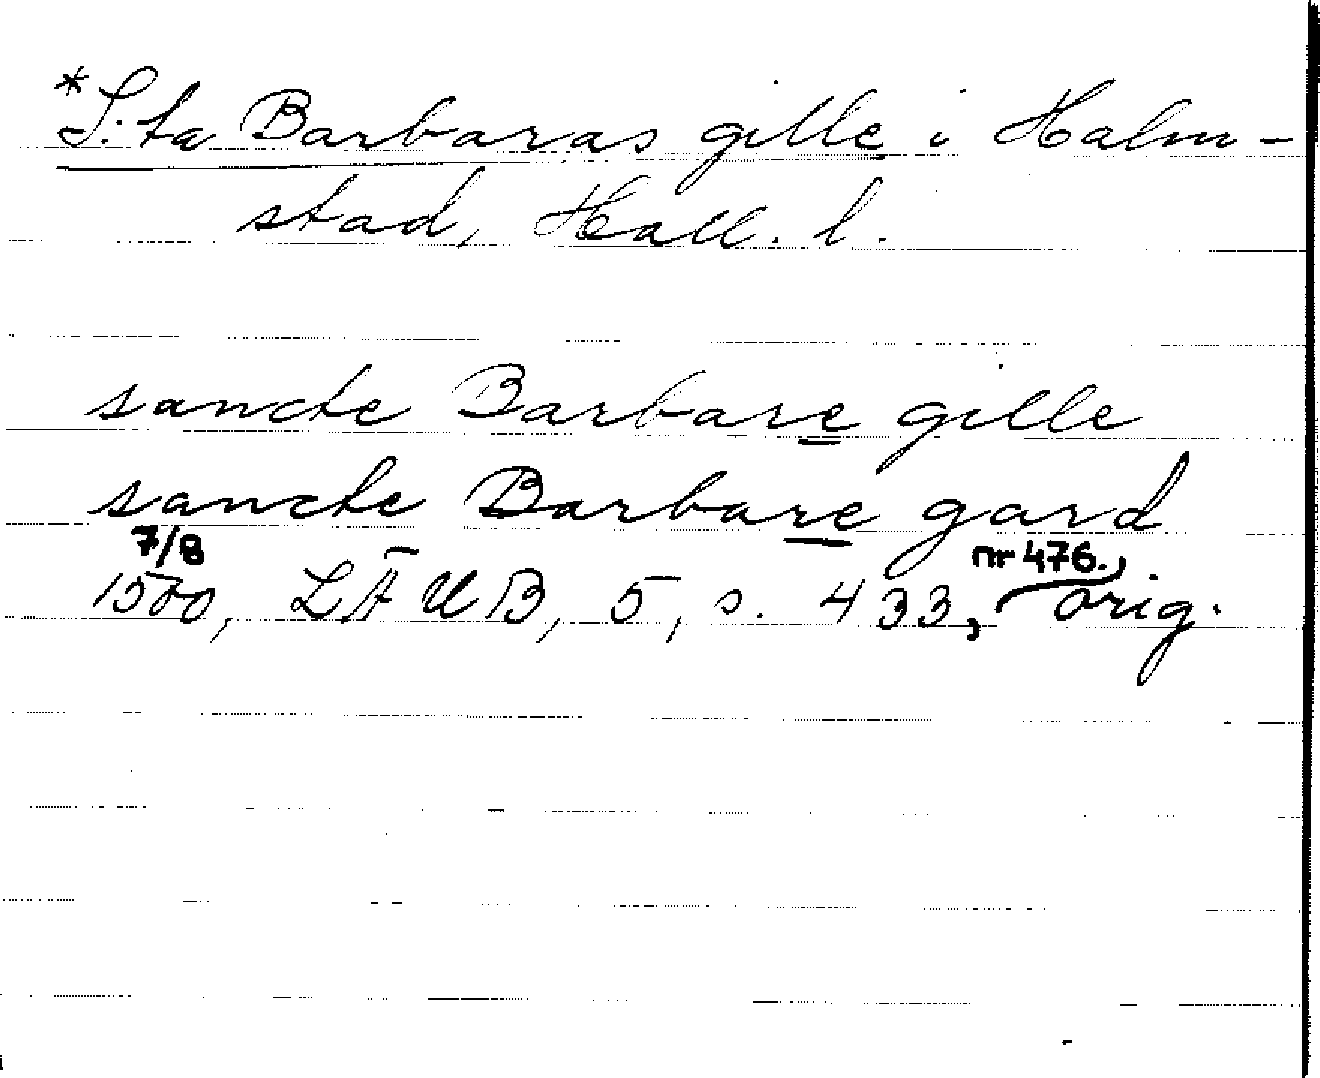 *S:ta Barbaras gille i Halm-
stad, Hall. l.
sancte Barbare gille
sancte Barbare gard
7/8 1500, LÄUB, 5, s. 433, nr 476., orig.